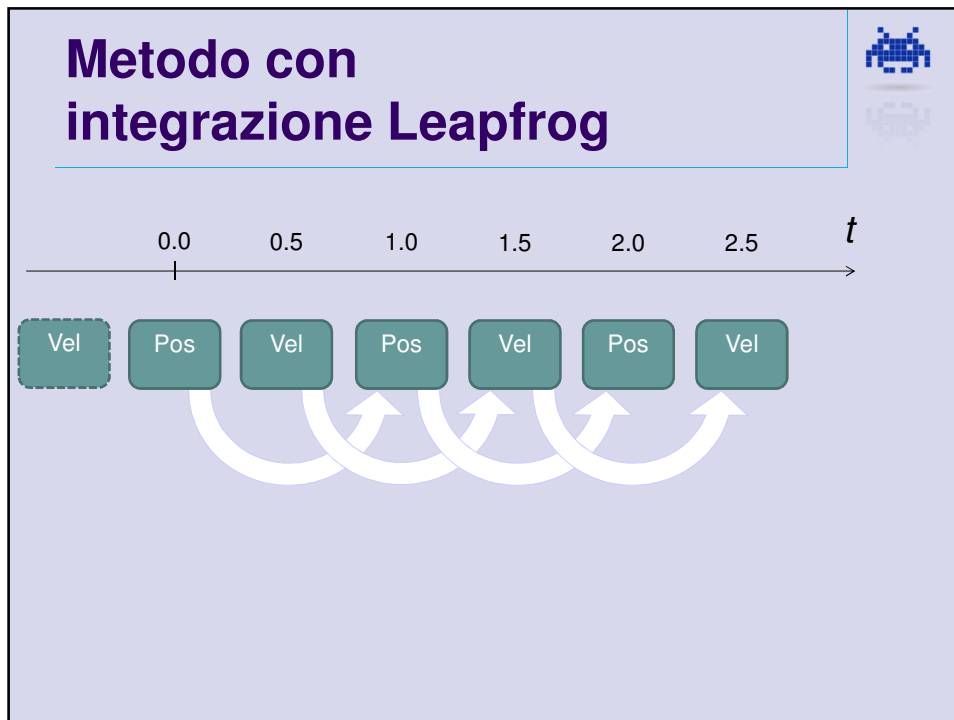 Metodo con
integrazione Leapfrog
0.0 0.5 1.0 1.5 2.0 2.5 t
Vel Pos Vel Pos Vel Pos Vel